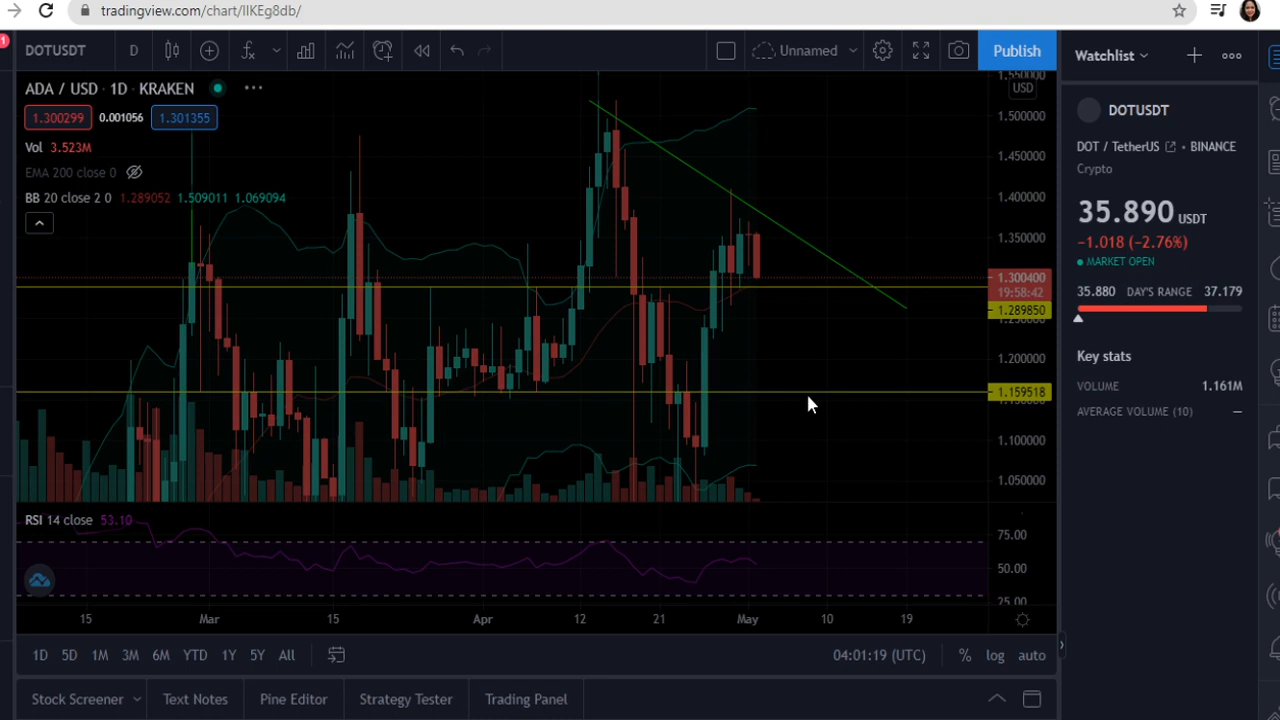 tradingview.com/chart/IIKEg8db/
1
DOTUSDT D Unnamed Publish
Watchlist
ADA / USD · 1D · KRAKEN
1.300299 0.001056 1.301355
Vol 3.523M
EMA 200 close 0
BB 20 close 2 0 1.289052 1.509011 1.069094
1.550000
USD
1.500000
1.450000
1.400000
1.350000
1.300400
19:58:42
1.289850
1.200000
1.159518
1.100000
1.050000
RSI 14 close 53.10
75.00
50.00
25.00
15 Mar 15 Apr 12 21 May 10 19
1D 5D 1M 3M 6M YTD 1Y 5Y All 04:01:19 (UTC) % log auto
Stock Screener Text Notes Pine Editor Strategy Tester Trading Panel
DOTUSDT
DOT / TetherUS • BINANCE
Crypto
35.890 USDT
−1.018 (−2.76%)
MARKET OPEN
35.880 DAY'S RANGE 37.179
Key stats
VOLUME 1.161M
AVERAGE VOLUME (10) —